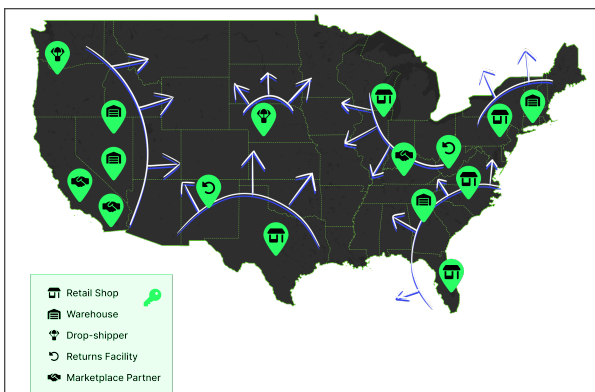 Retail Shop
Warehouse
Drop-shipper
Returns Facility
Marketplace Partner